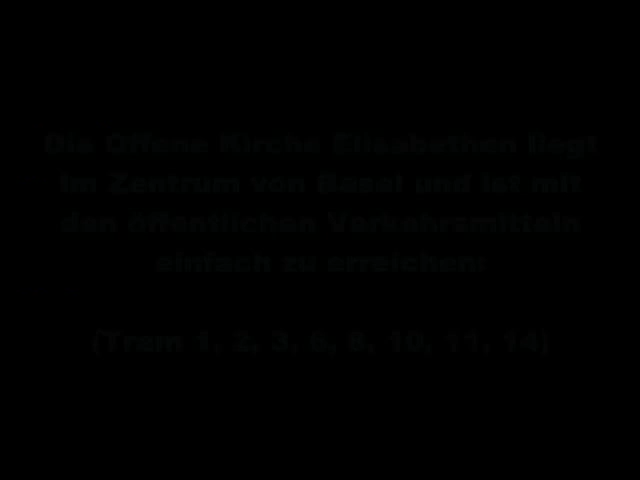 Die Offene Kirche Elisabethen liegt
im Zentrum von Basel und ist mit
den öffentlichen Verkehrsmitteln
einfach zu erreichen:
(Tram 1, 2, 3, 6, 8, 10, 11, 14)